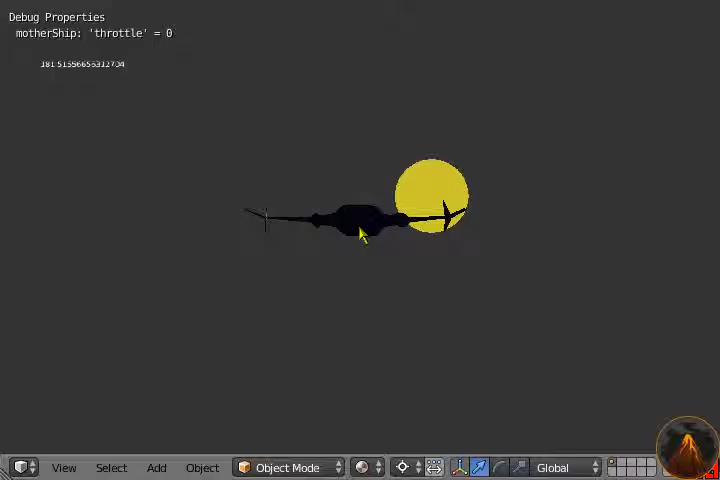 Debug Properties
motherShip: 'throttle' = 0
View Select Add Object Object Mode Global